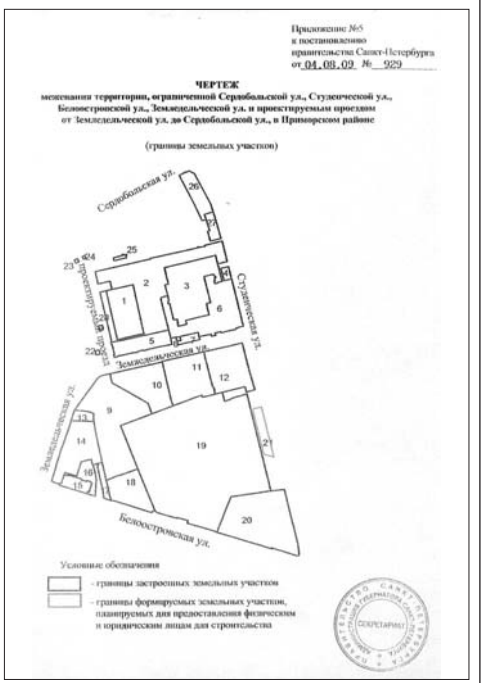 Приложение №5
к постановлению
правительства Санкт-Петербурга
от 04.08.09 № 929
ЧЕРТЕЖ
межевания территории, ограниченной Сердобольской ул., Студенческой ул.,
Белоостровской ул., Земледельческой ул. и проектируемым проездом
от Земледельческой ул. до Сердобольской ул., в Приморском районе
(границы земельных участков)
Сердобольская ул.
26
27
25
24
23
проектируемый проезд
2
1
3
4
6
Студенческая ул.
5
7
22
Земледельческая ул.
11
12
10
9
Земледельческая ул.
13
14
16
15
17
18
19
21
20
Белоостровская ул.
Условные обозначения
- границы застроенных земельных участков
- границы формируемых земельных участков,
планируемых для предоставления физическим
и юридическим лицам для строительства
СЕКРЕТАРИАТ